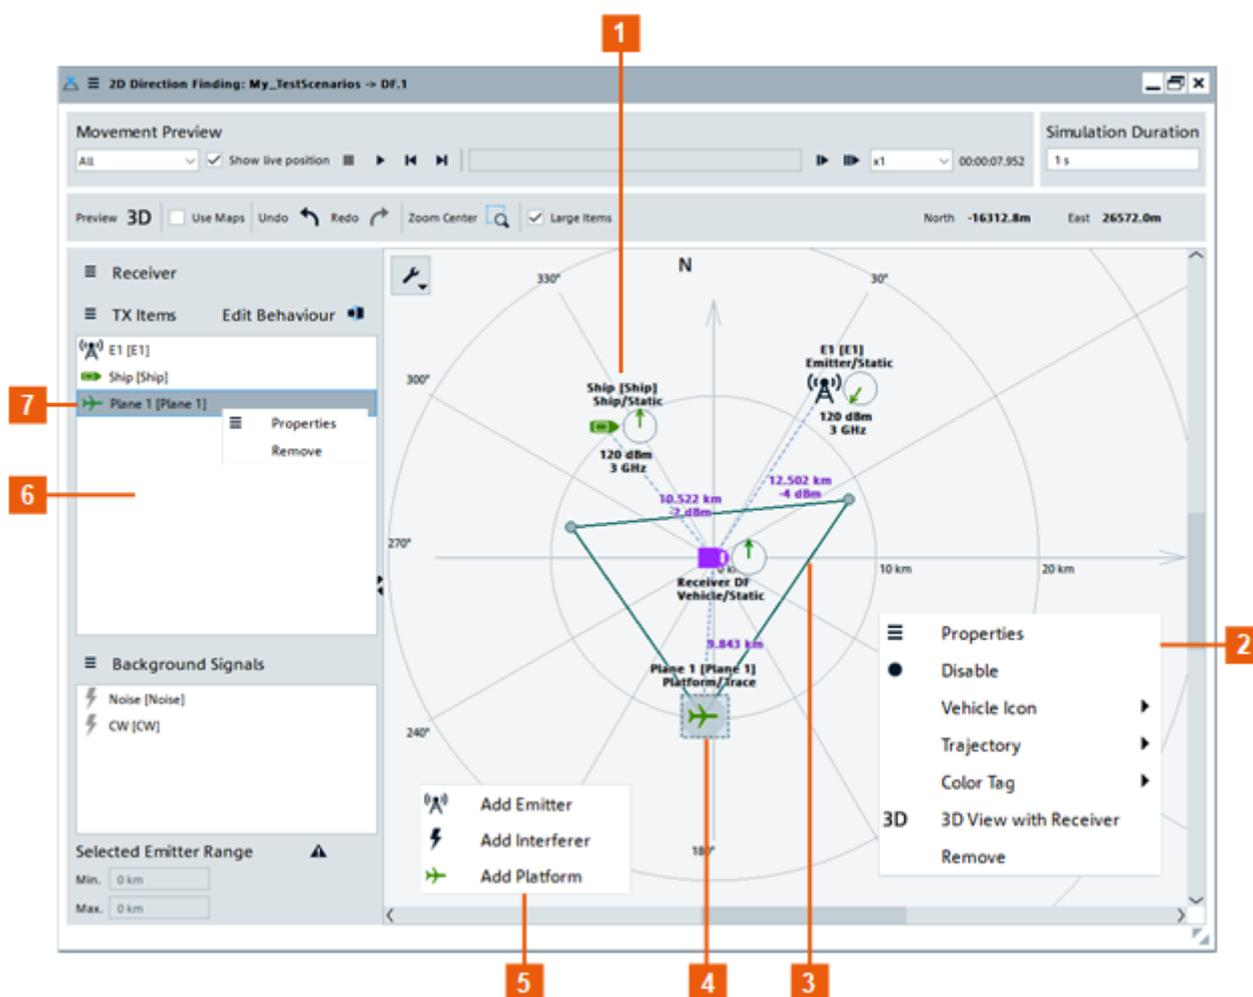 1
2D Direction Finding: My_TestScenarios -> DF.1
Movement Preview
Simulation Duration
All
Show live position
x1
00:00:07.952
1 s
Preview 3D Use Maps Undo Redo Zoom Center Large Items
North -16312.8m East 26572.0m
Receiver
TX Items Edit Behaviour
E1 [E1]
Ship [Ship]
7
Plane 1 [Plane 1]
Properties
Remove
6
Background Signals
Noise [Noise]
CW [CW]
Selected Emitter Range
Min. 0 km
Max. 0 km
N
330°
30°
300°
270°
240°
180°
E1 [E1]
Emitter/Static
120 dBm
3 GHz
Ship [Ship]
Ship/Static
120 dBm
3 GHz
10.522 km
-2 dBm
12.502 km
-4 dBm
10 km
20 km
Receiver DF
Vehicle/Static
9.843 km
Plane 1 [Plane 1]
Platform/Trace
Properties
2
Disable
Vehicle Icon
Trajectory
Color Tag
3D 3D View with Receiver
Remove
Add Emitter
Add Interferer
Add Platform
5
4
3